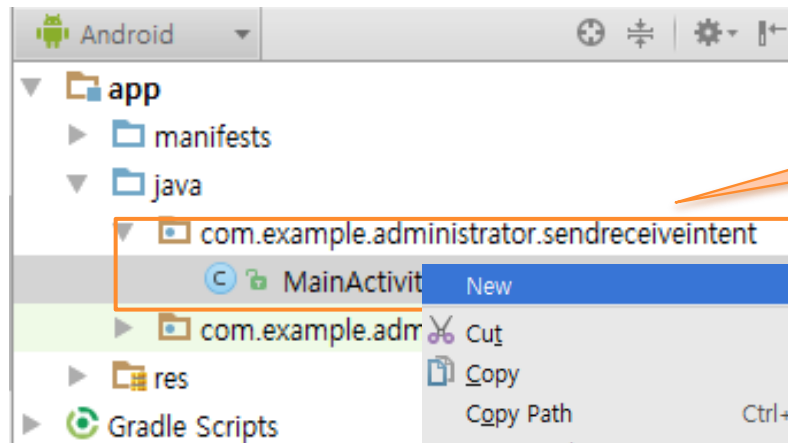 Android
app
manifests
java
com.example.administrator.sendreceiveintent
MainActivit
New
com.example.adm
Cut
Copy
res
Copy Path Ctrl+
Gradle Scripts